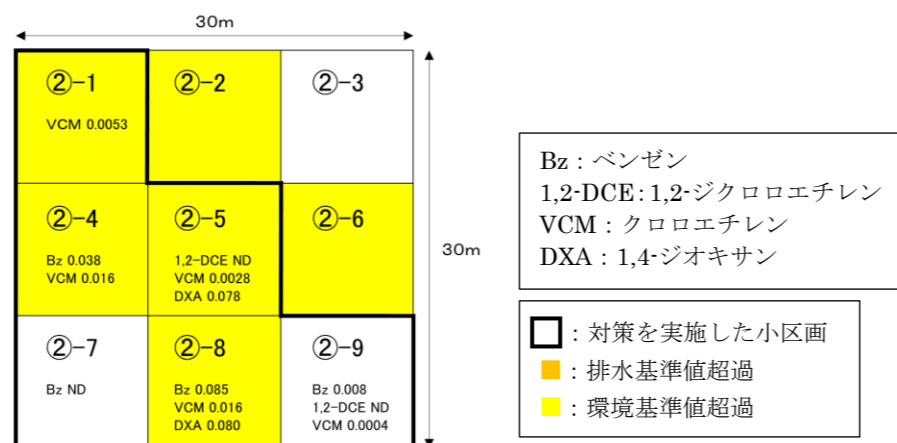 30m
②-1
VCM 0.0053
②-2
②-3
②-4
Bz 0.038
VCM 0.016
②-5
1,2-DCE ND
VCM 0.0028
DXA 0.078
②-6
30m
②-7
Bz ND
②-8
Bz 0.085
VCM 0.016
DXA 0.080
②-9
Bz 0.008
1,2-DCE ND
VCM 0.0004
Bz：ベンゼン
1,2-DCE：1,2-ジクロロエチレン
VCM：クロロエチレン
DXA：1,4-ジオキサン
：対策を実施した小区画
：排水基準値超過
：環境基準値超過